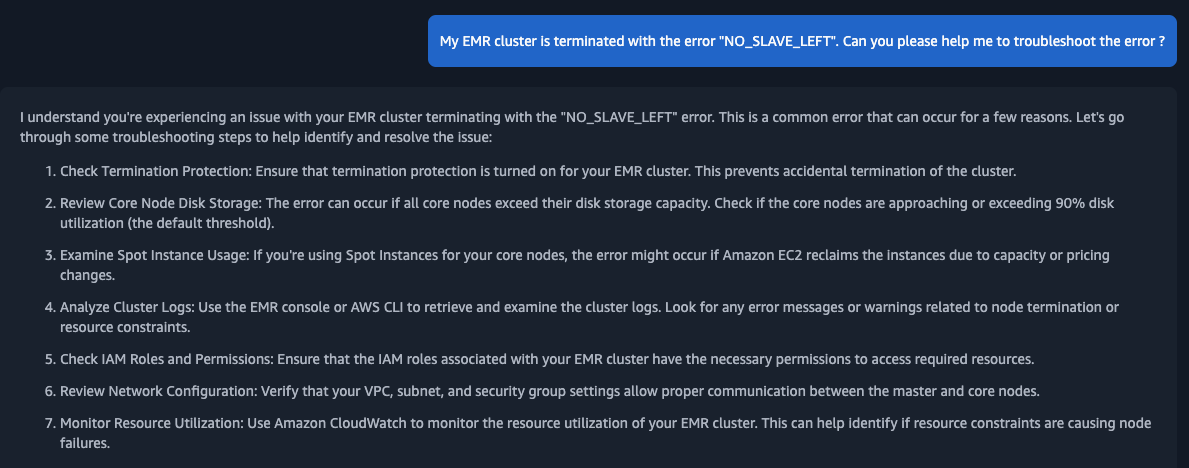 My EMR cluster is terminated with the error "NO_SLAVE_LEFT". Can you please help me to troubleshoot the error ?
I understand you're experiencing an issue with your EMR cluster terminating with the "NO_SLAVE_LEFT" error. This is a common error that can occur for a few reasons. Let's go
through some troubleshooting steps to help identify and resolve the issue:
1. Check Termination Protection: Ensure that termination protection is turned on for your EMR cluster. This prevents accidental termination of the cluster.
2. Review Core Node Disk Storage: The error can occur if all core nodes exceed their disk storage capacity. Check if the core nodes are approaching or exceeding 90% disk
utilization (the default threshold).
3. Examine Spot Instance Usage: If you're using Spot Instances for your core nodes, the error might occur if Amazon EC2 reclaims the instances due to capacity or pricing
changes.
4. Analyze Cluster Logs: Use the EMR console or AWS CLI to retrieve and examine the cluster logs. Look for any error messages or warnings related to node termination or
resource constraints.
5. Check IAM Roles and Permissions: Ensure that the IAM roles associated with your EMR cluster have the necessary permissions to access required resources.
6. Review Network Configuration: Verify that your VPC, subnet, and security group settings allow proper communication between the master and core nodes.
7. Monitor Resource Utilization: Use Amazon CloudWatch to monitor the resource utilization of your EMR cluster. This can help identify if resource constraints are causing node
failures.